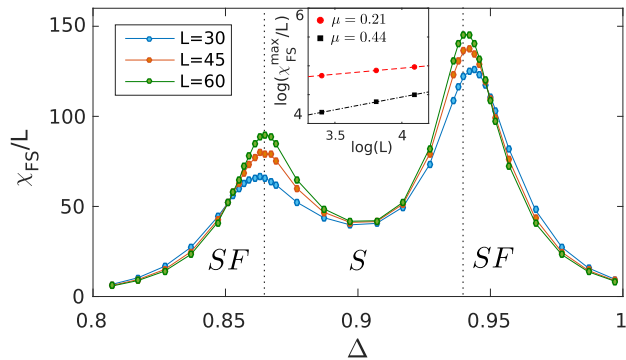 L=30
L=45
L=60
μ = 0.21
μ = 0.44
log(χ_FS^max/L)
6
4
3.5
4
log(L)
χ_FS/L
150
100
50
0
SF
S
SF
0.8
0.85
0.9
0.95
1
Δ